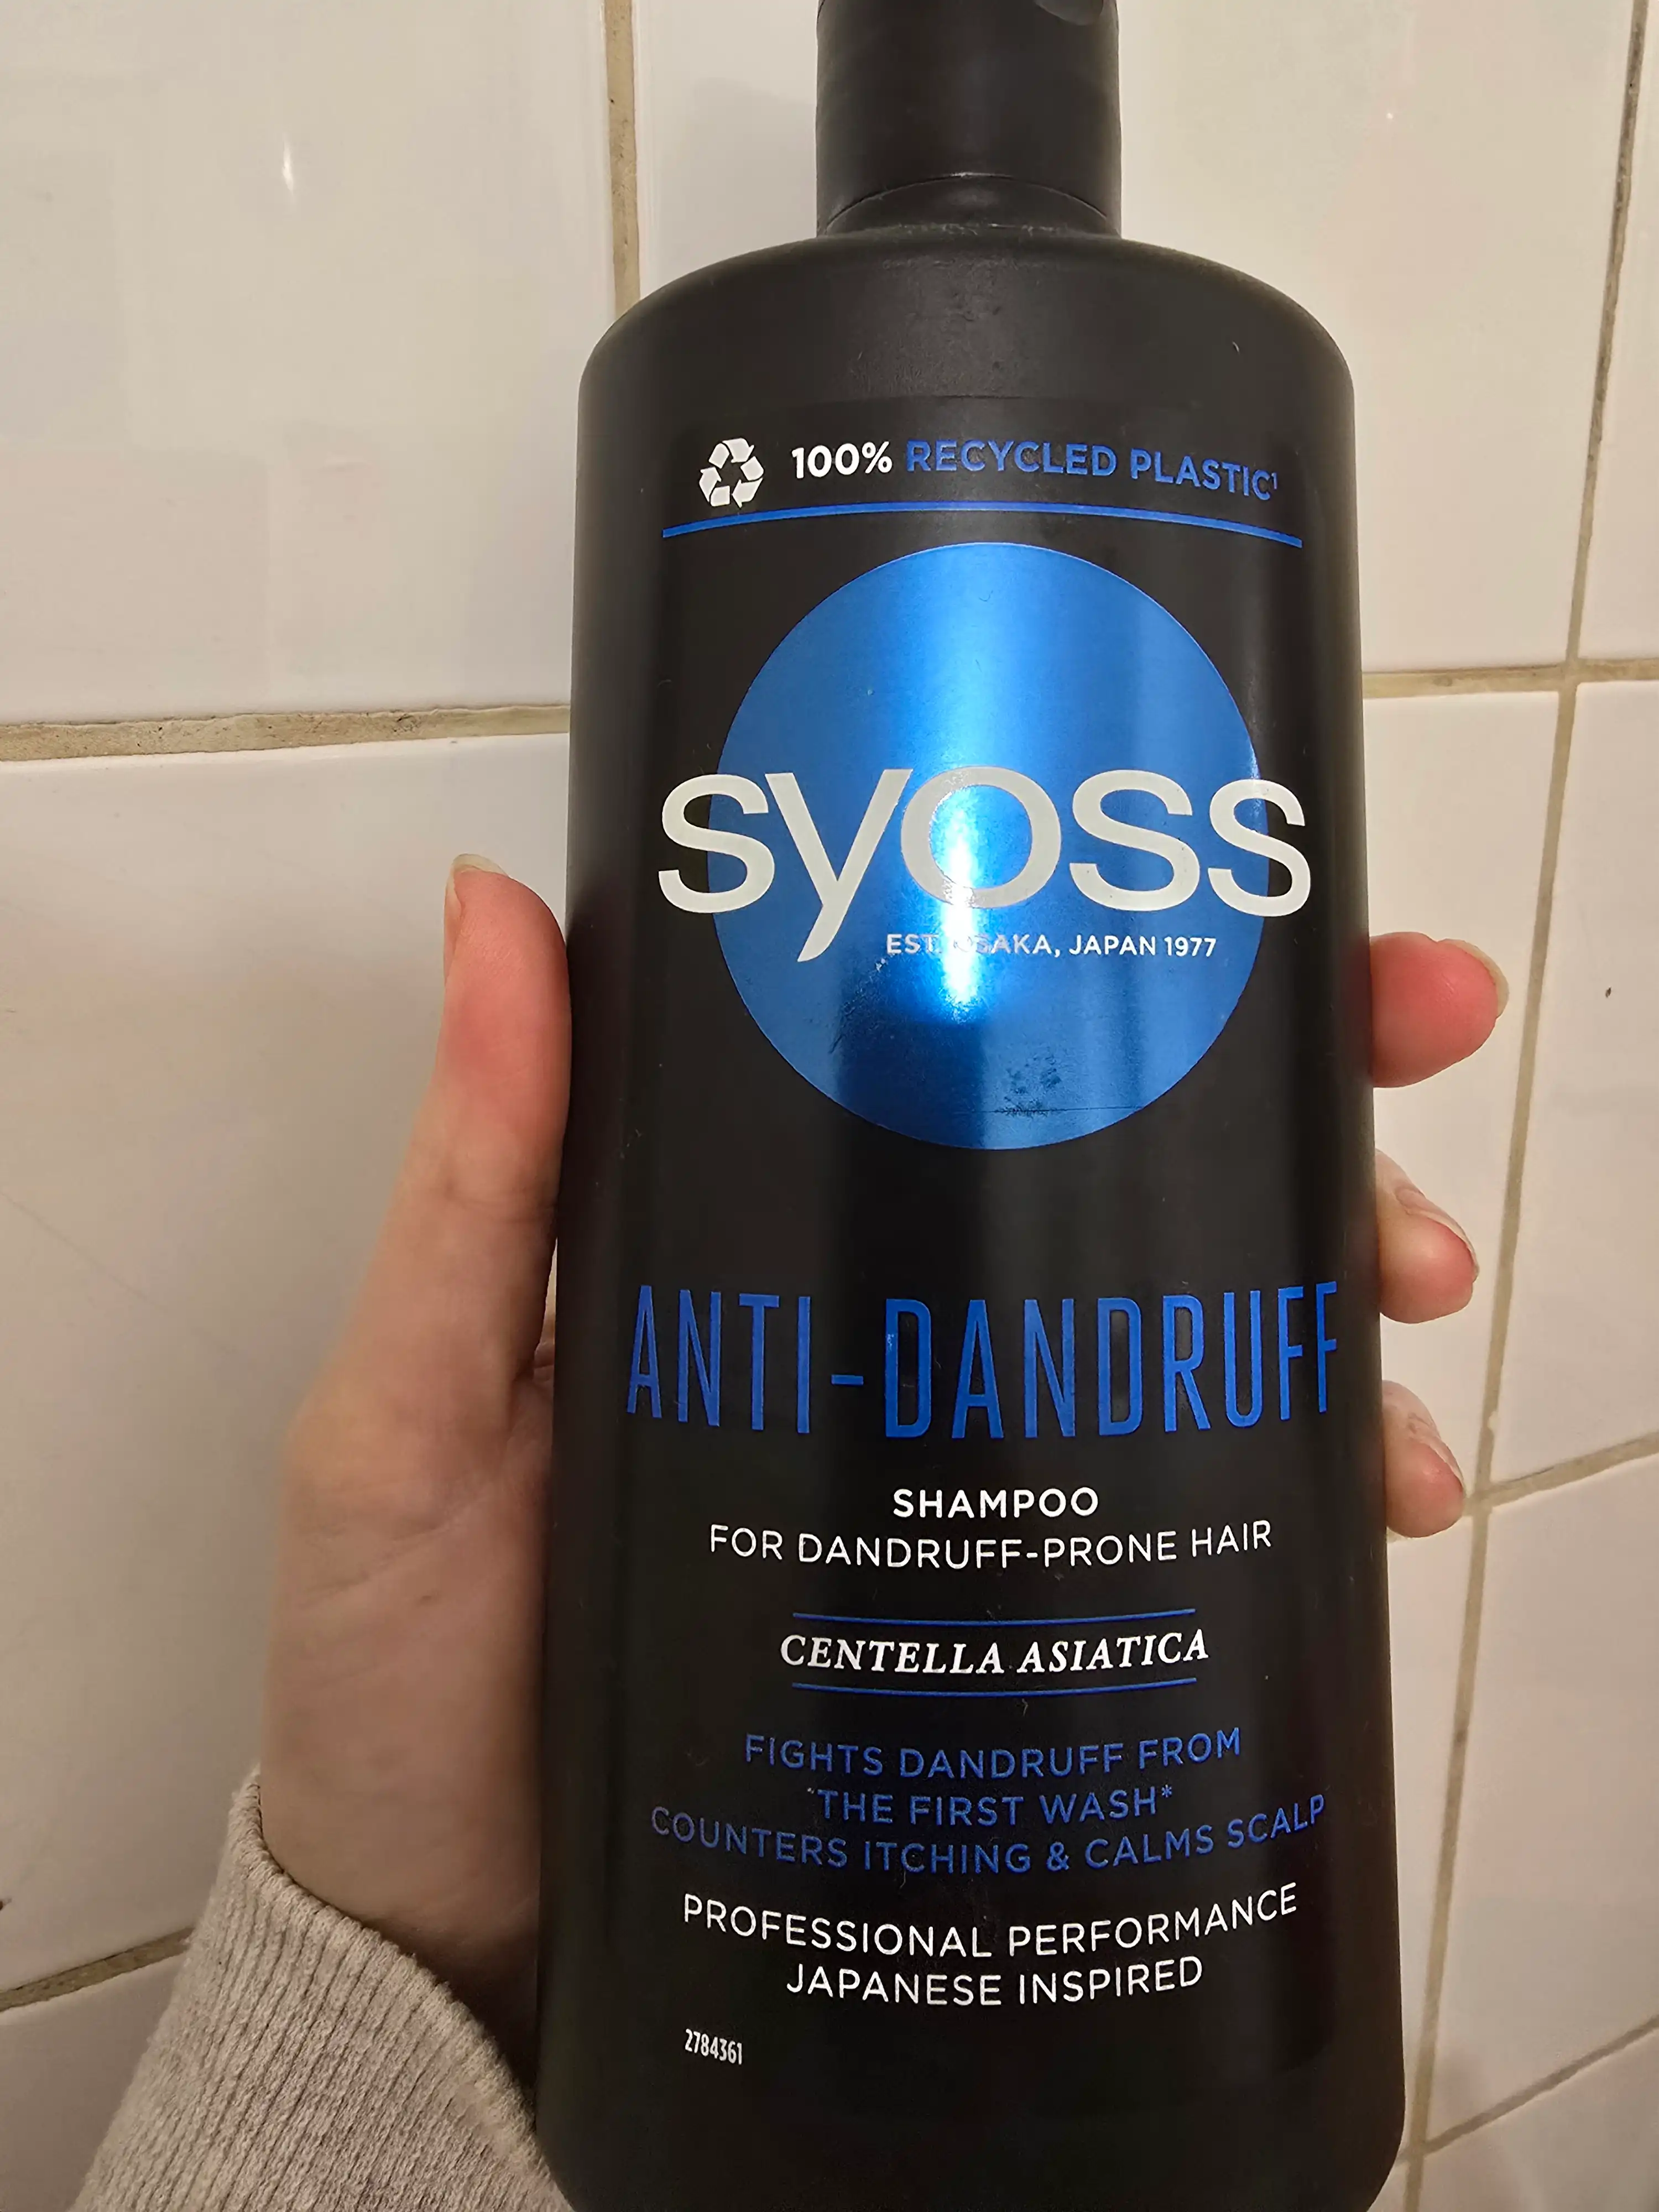 100% RECYCLED PLASTIC¹
syoss
EST. OSAKA, JAPAN 1977
ANTI-DANDRUFF
SHAMPOO
FOR DANDRUFF-PRONE HAIR
CENTELLA ASIATICA
FIGHTS DANDRUFF FROM
THE FIRST WASH*
COUNTERS ITCHING & CALMS SCALP
PROFESSIONAL PERFORMANCE
JAPANESE INSPIRED
2784361